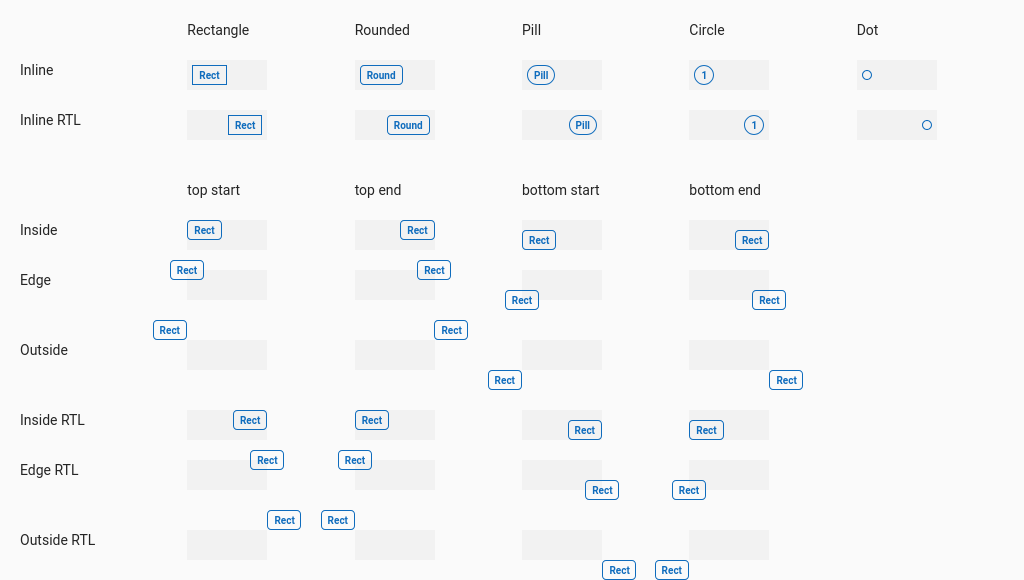 Rectangle Rounded Pill Circle Dot
Inline Rect Round Pill 1
Inline RTL Rect Round Pill 1
top start top end bottom start bottom end
Inside Rect Rect Rect Rect
Edge Rect Rect Rect Rect
Outside Rect Rect Rect Rect
Inside RTL Rect Rect Rect Rect
Edge RTL Rect Rect Rect Rect
Outside RTL Rect Rect Rect Rect